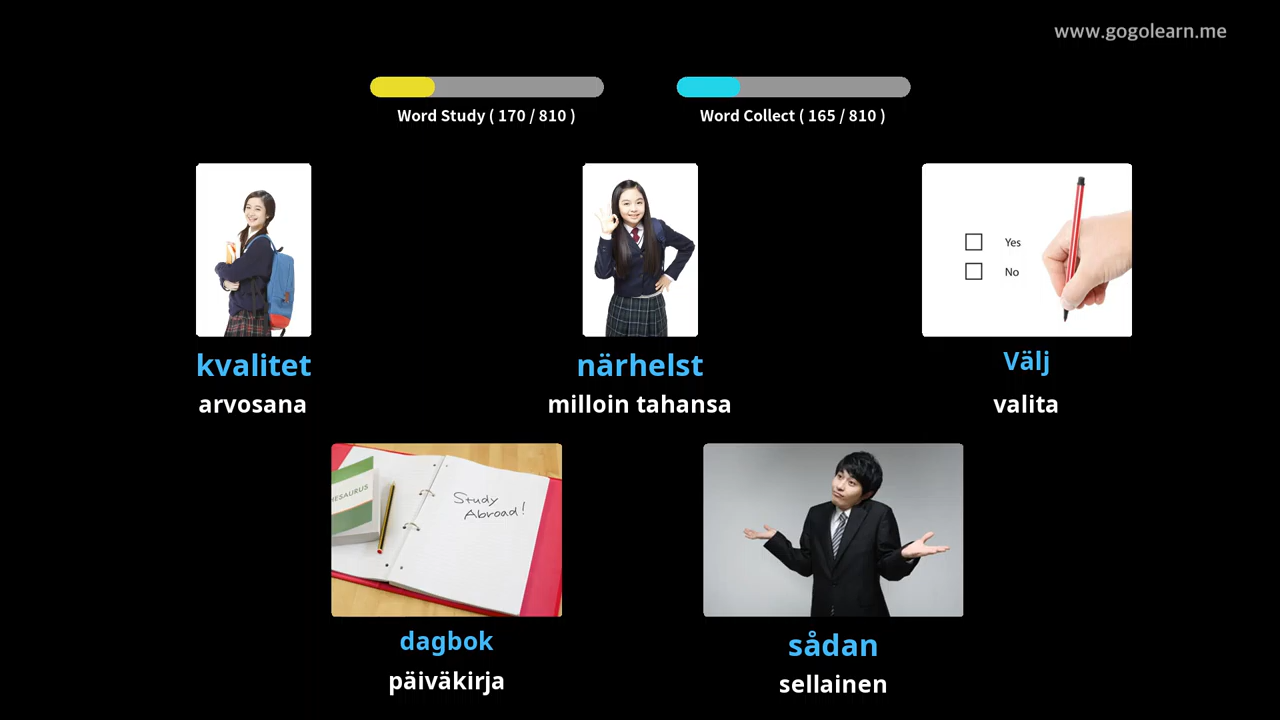 www.gogolearn.me
Word Study ( 170 / 810 )
Word Collect ( 165 / 810 )
Yes
No
kvalitet
arvosana
närhelst
milloin tahansa
Välj
valita
HESAURUS
Study
Abroad!
dagbok
päiväkirja
sådan
sellainen